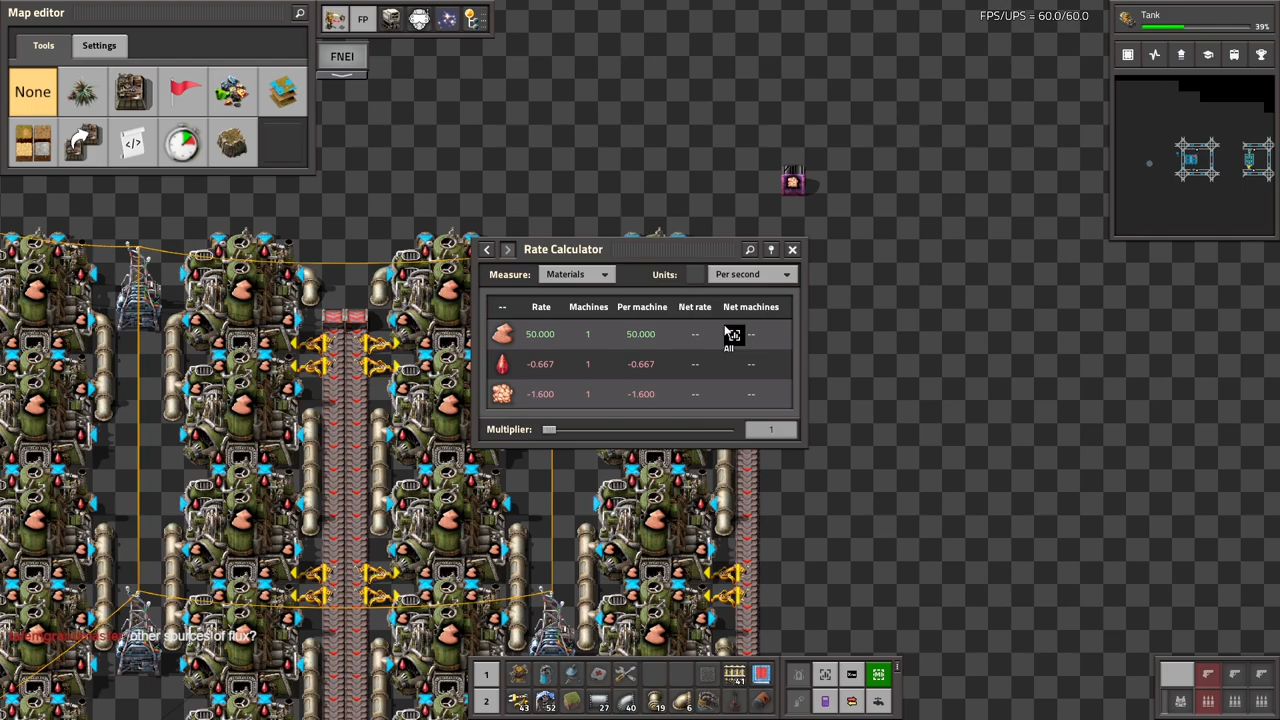 Map editor
Tools
Settings
None
FP
FNEI
FPS/UPS = 60.0/60.0
Tank
39%
Rate Calculator
Measure:
Materials
Units:
Per second
-- Rate Machines Per machine Net rate Net machines
50.000 1 50.000 -- --
All
-0.667 1 -0.667 -- --
-1.600 1 -1.600 -- --
Multiplier:
1
other sources of flux?
1
41
2
43
52
27
40
19
6